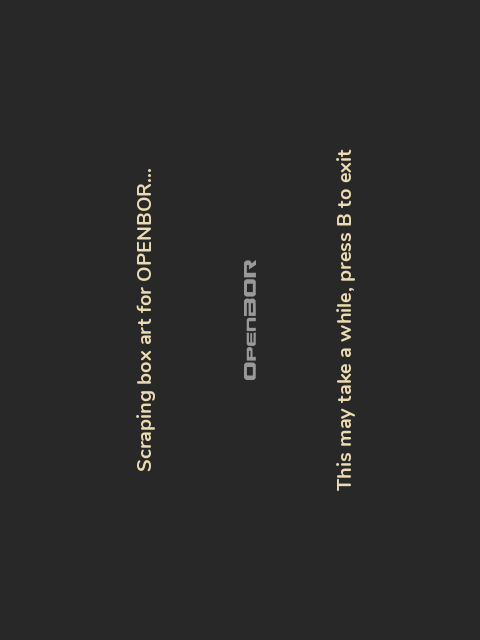 Scraping box art for OPENBOR...
OpenBOR
This may take a while, press B to exit